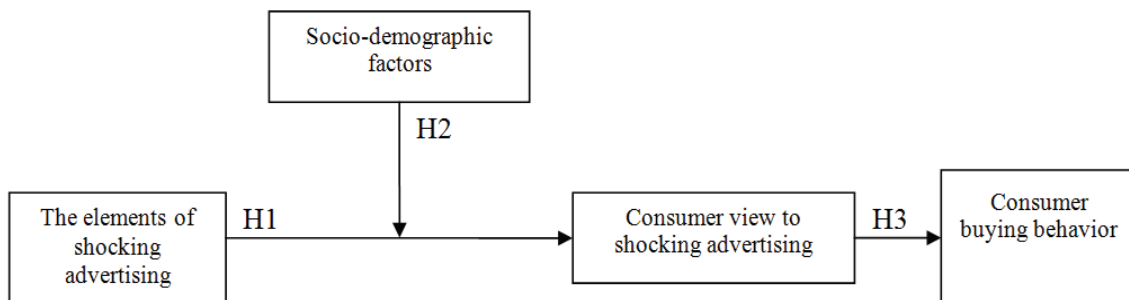 Socio-demographic
factors
H2
The elements of
shocking
advertising
H1
Consumer view to
shocking advertising
H3
Consumer
buying behavior